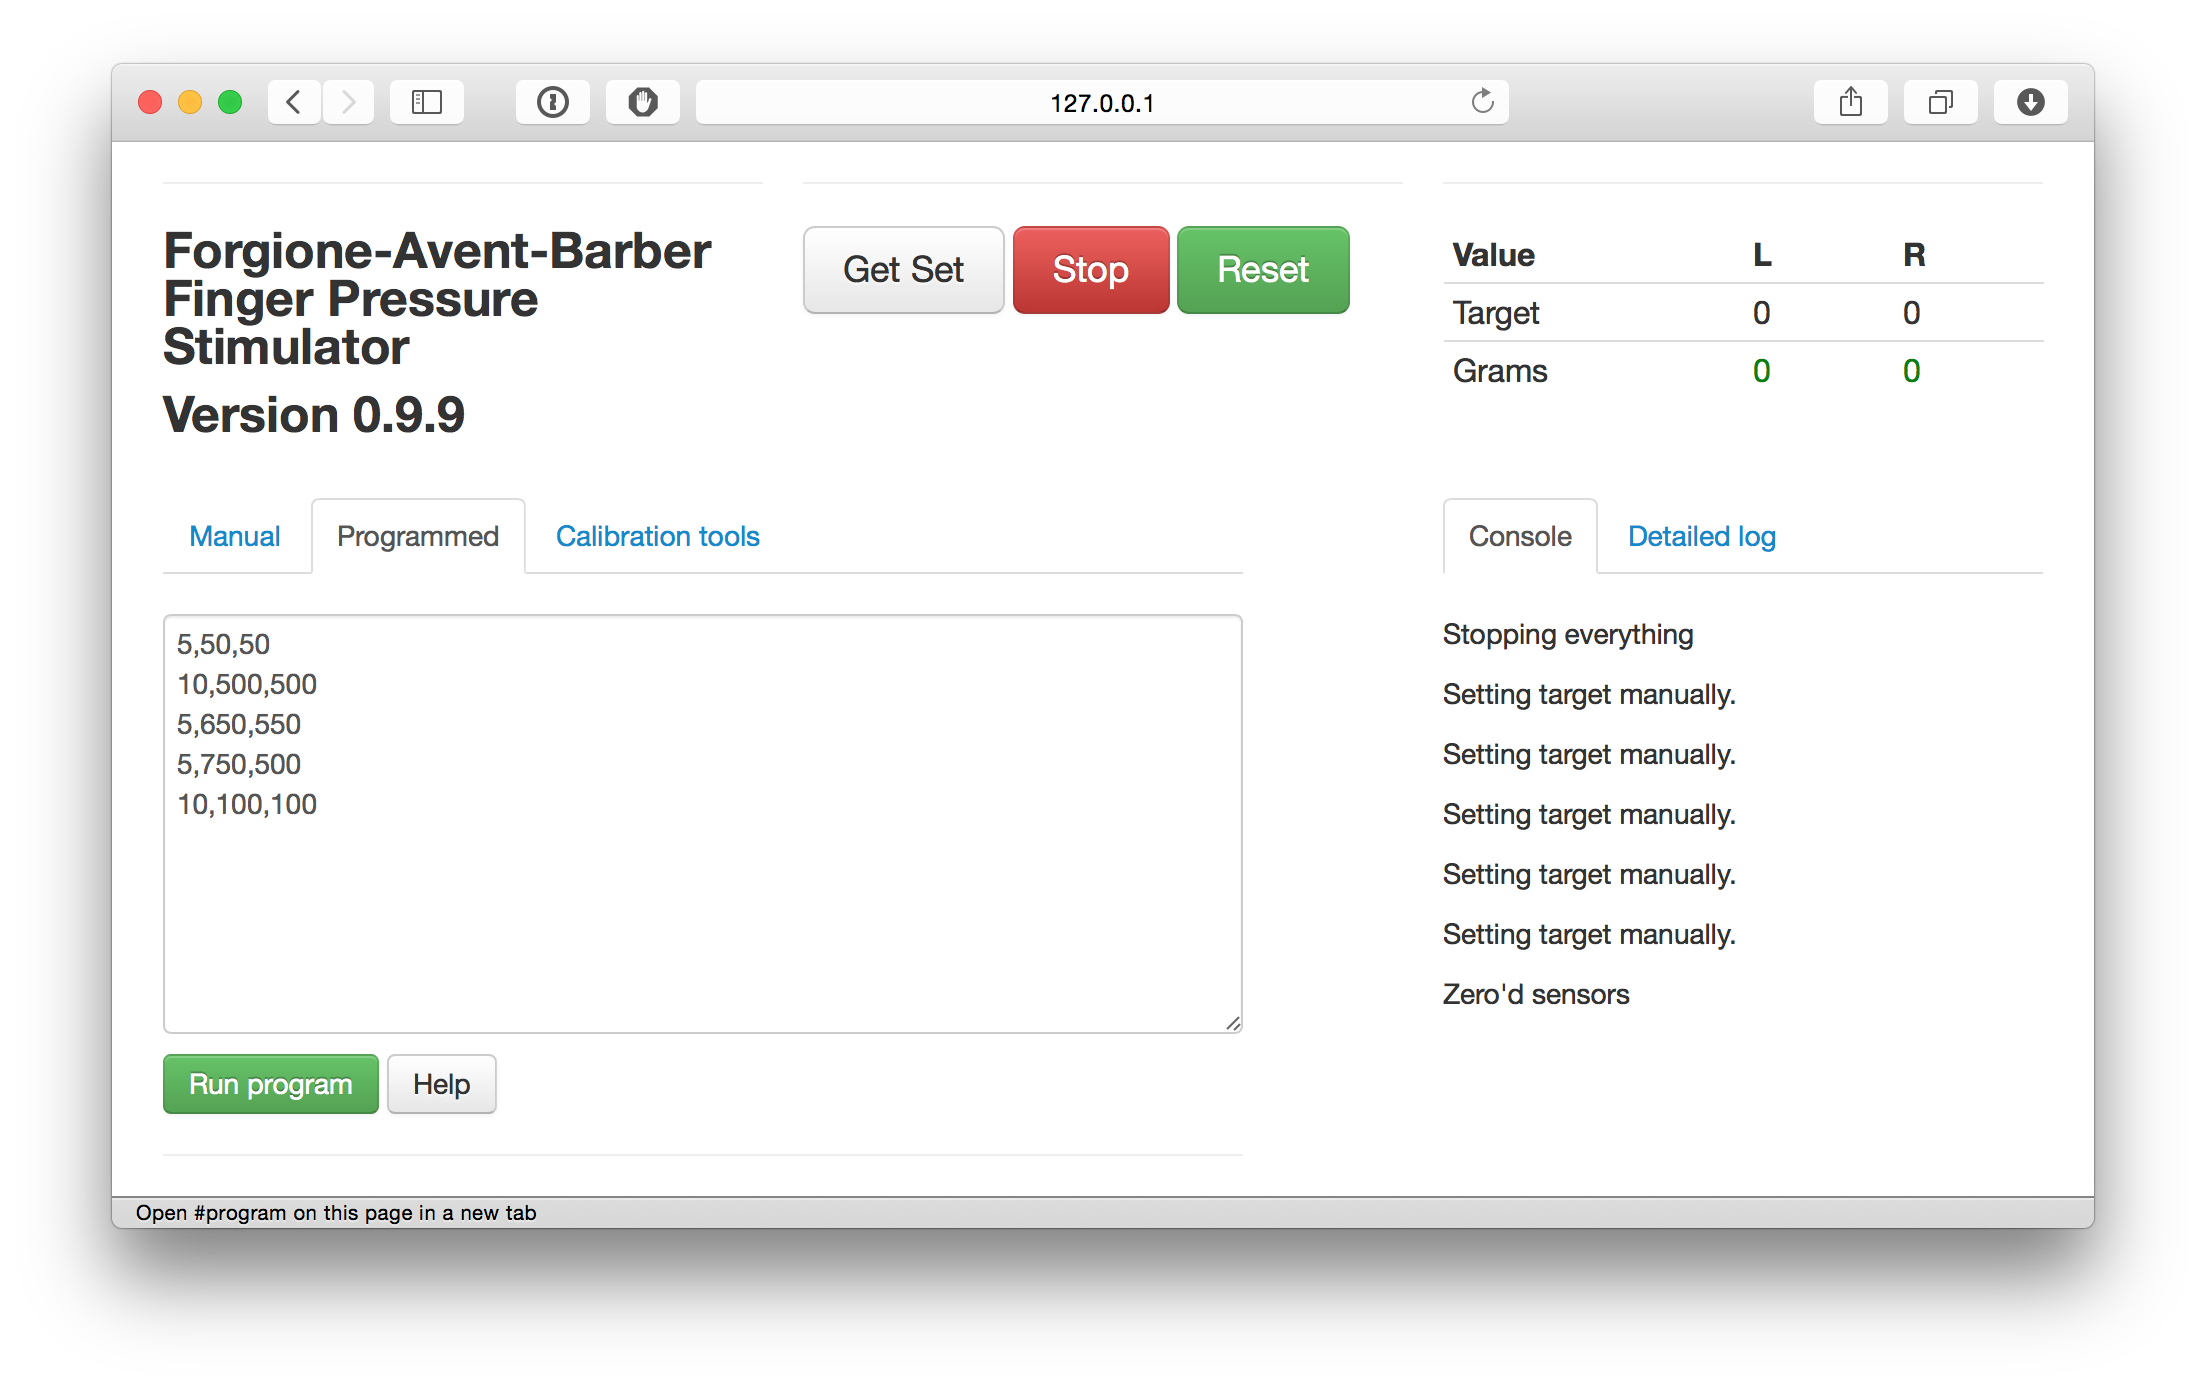 127.0.0.1
Forgione-Avent-Barber
Finger Pressure
Stimulator
Version 0.9.9
Get Set
Stop
Reset
Value L R
Target 0 0
Grams 0 0
Manual
Programmed
Calibration tools
5,50,50
10,500,500
5,650,550
5,750,500
10,100,100
Run program
Help
Console
Detailed log
Stopping everything
Setting target manually.
Setting target manually.
Setting target manually.
Setting target manually.
Setting target manually.
Zero'd sensors
Open #program on this page in a new tab